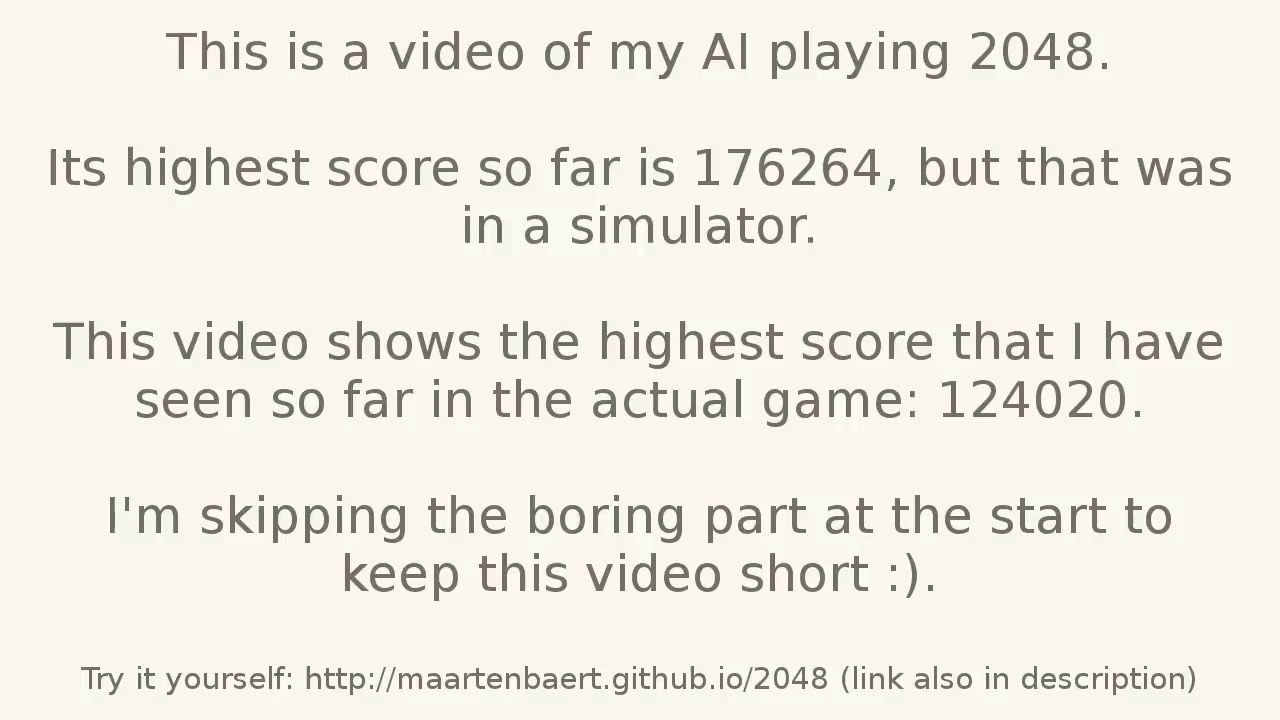 This is a video of my AI playing 2048.
Its highest score so far is 176264, but that was
in a simulator.
This video shows the highest score that I have
seen so far in the actual game: 124020.
I'm skipping the boring part at the start to
keep this video short :).
Try it yourself: http://maartenbaert.github.io/2048 (link also in description)